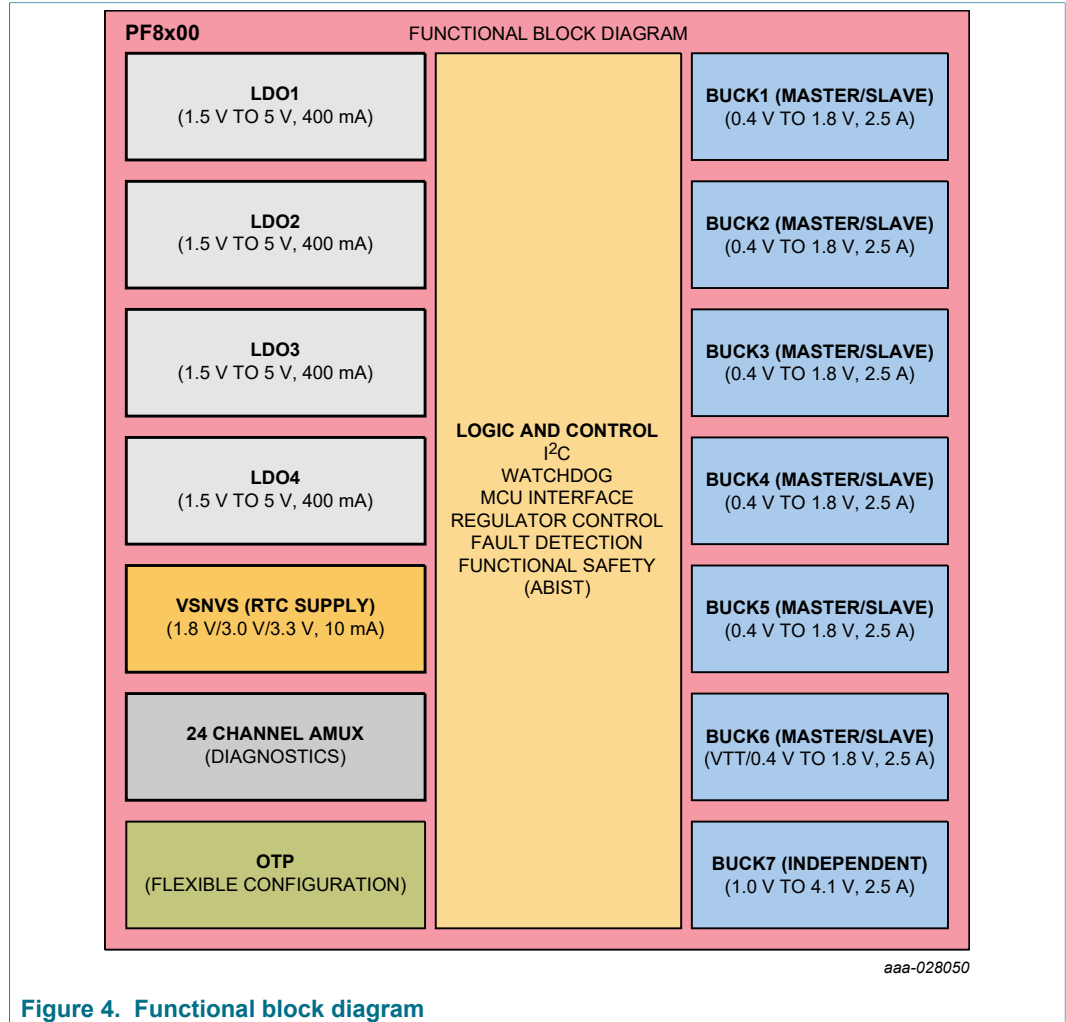 PF8x00
FUNCTIONAL BLOCK DIAGRAM
LDO1
(1.5 V TO 5 V, 400 mA)
LDO2
(1.5 V TO 5 V, 400 mA)
LDO3
(1.5 V TO 5 V, 400 mA)
LDO4
(1.5 V TO 5 V, 400 mA)
VSNVS (RTC SUPPLY)
(1.8 V/3.0 V/3.3 V, 10 mA)
24 CHANNEL AMUX
(DIAGNOSTICS)
OTP
(FLEXIBLE CONFIGURATION)
LOGIC AND CONTROL
I2C
WATCHDOG
MCU INTERFACE
REGULATOR CONTROL
FAULT DETECTION
FUNCTIONAL SAFETY
(ABIST)
BUCK1 (MASTER/SLAVE)
(0.4 V TO 1.8 V, 2.5 A)
BUCK2 (MASTER/SLAVE)
(0.4 V TO 1.8 V, 2.5 A)
BUCK3 (MASTER/SLAVE)
(0.4 V TO 1.8 V, 2.5 A)
BUCK4 (MASTER/SLAVE)
(0.4 V TO 1.8 V, 2.5 A)
BUCK5 (MASTER/SLAVE)
(0.4 V TO 1.8 V, 2.5 A)
BUCK6 (MASTER/SLAVE)
(VTT/0.4 V TO 1.8 V, 2.5 A)
BUCK7 (INDEPENDENT)
(1.0 V TO 4.1 V, 2.5 A)
aaa-028050
Figure 4. Functional block diagram